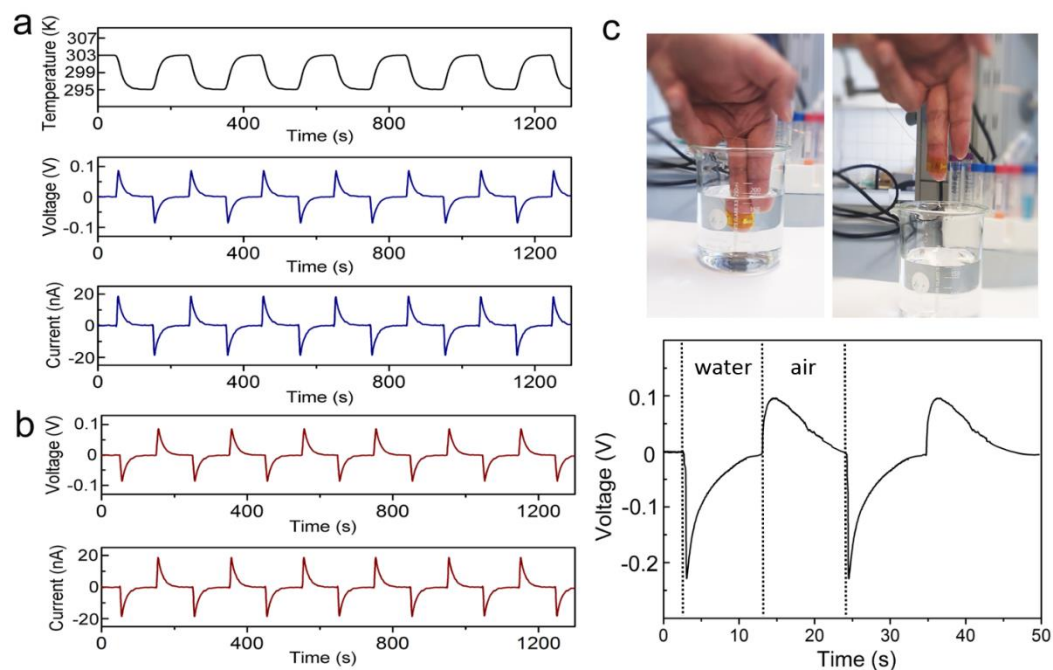 a
Temperature (K)
307
303
299
295
0 400 800 1200
Time (s)
Voltage (V)
0.1
0
-0.1
0 400 800 1200
Time (s)
Current (nA)
20
0
-20
0 400 800 1200
Time (s)
b
Voltage (V)
0.1
0
-0.1
0 400 800 1200
Time (s)
Current (nA)
20
0
-20
0 400 800 1200
Time (s)
c
water air
Voltage (V)
0.1
0
-0.1
-0.2
0 10 20 30 40 50
Time (s)